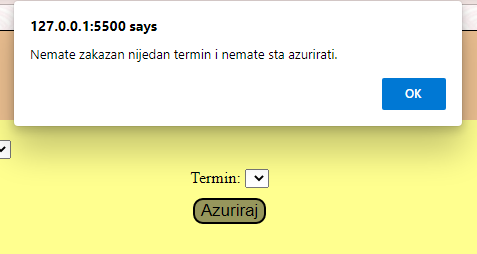 127.0.0.1:5500 says
Nemate zakazan nijedan termin i nemate sta azurirati.
OK
Termin:
Azuriraj